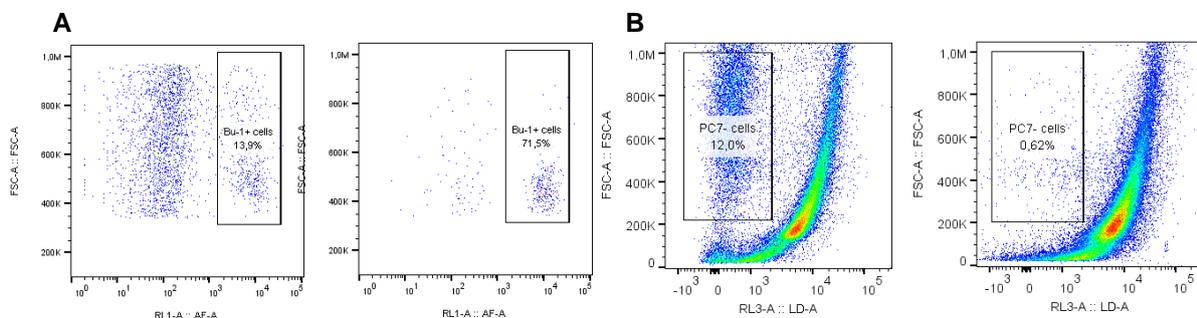 A
B
1,0M
800K
600K
400K
200K
FSC-A :: FSC-A
Bu-1+ cells
13,9%
10^0 10^1 10^2 10^3 10^4 10^5
RL1-A :: AF-A
1,0M
800K
600K
400K
200K
FSC-A :: FSC-A
Bu-1+ cells
71,5%
10^0 10^1 10^2 10^3 10^4 10^5
RL1-A :: AF-A
1,0M
800K
600K
400K
200K
0
FSC-A :: FSC-A
PC7- cells
12,0%
-10^3 0 10^3 10^4 10^5
RL3-A :: LD-A
1,0M
800K
600K
400K
200K
0
FSC-A :: FSC-A
PC7- cells
0,62%
-10^3 0 10^3 10^4 10^5
RL3-A :: LD-A